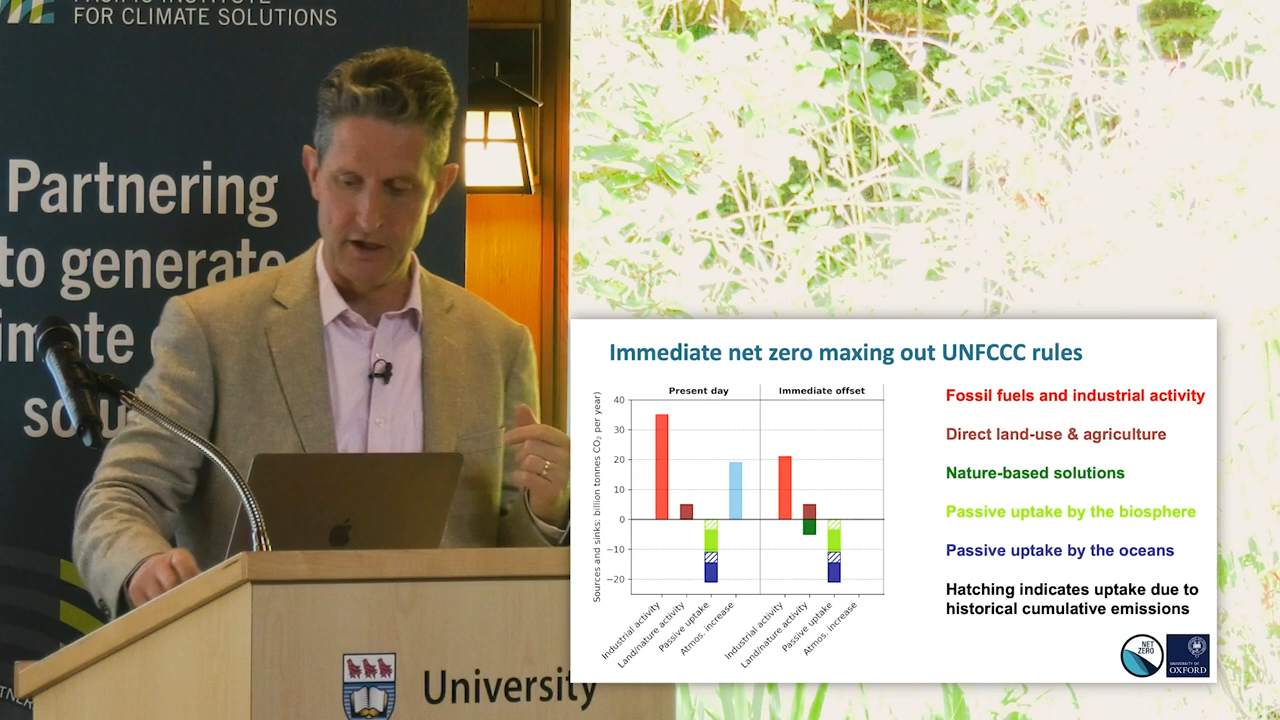 PACIFIC INSTITUTE
FOR CLIMATE SOLUTIONS
Partnering
to generate
imate
solu
University
Immediate net zero maxing out UNFCCC rules
Present day
Immediate offset
Sources and sinks: billion tonnes CO₂ per year)
40
30
20
10
0
−10
−20
Industrial activity
Land/nature activity
Passive uptake
Atmos. increase
Industrial activity
Land/nature activity
Passive uptake
Atmos. increase
Fossil fuels and industrial activity
Direct land-use & agriculture
Nature-based solutions
Passive uptake by the biosphere
Passive uptake by the oceans
Hatching indicates uptake due to
historical cumulative emissions
NET
ZERO
UNIVERSITY OF
OXFORD